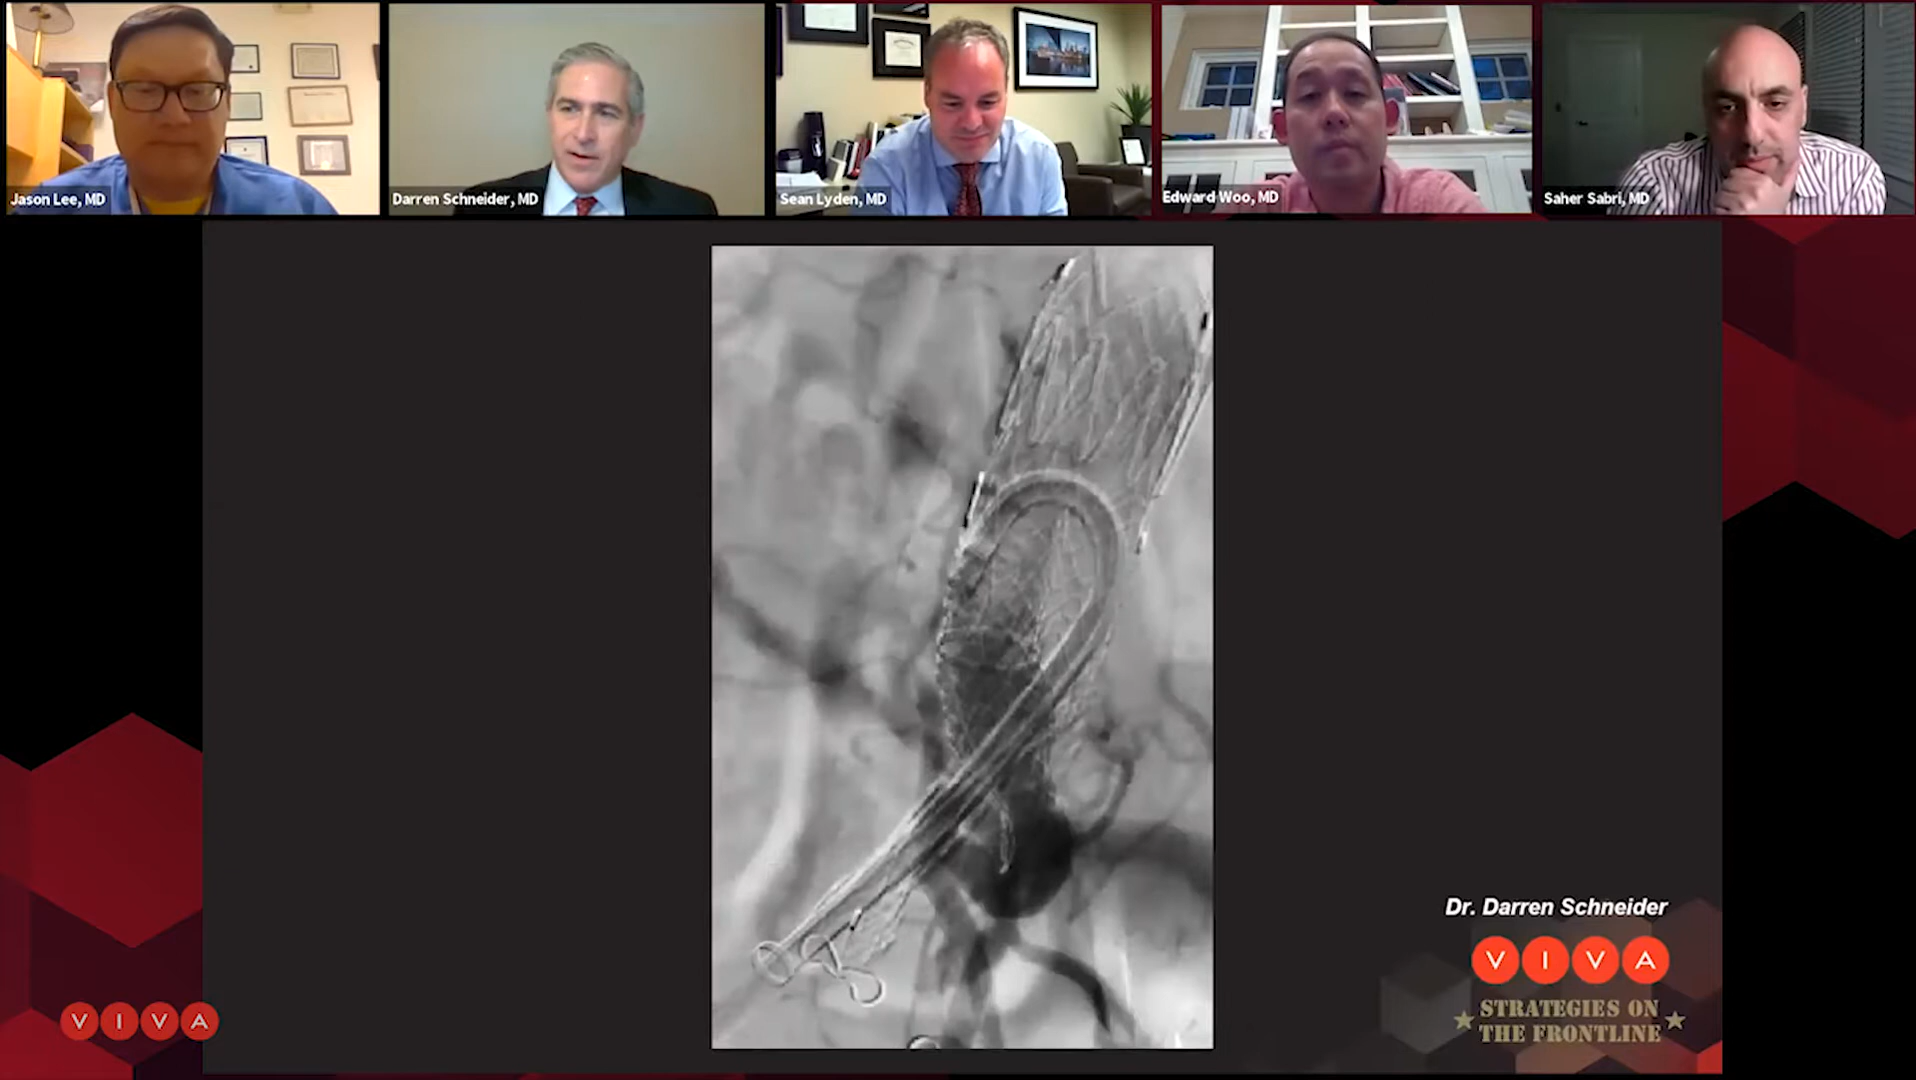 Jason Lee, MD
Darren Schneider, MD
Sean Lyden, MD
Edward Woo, MD
Saher Sabri, MD
Dr. Darren Schneider
VIVA
STRATEGIES ON
THE FRONTLINE
VIVA